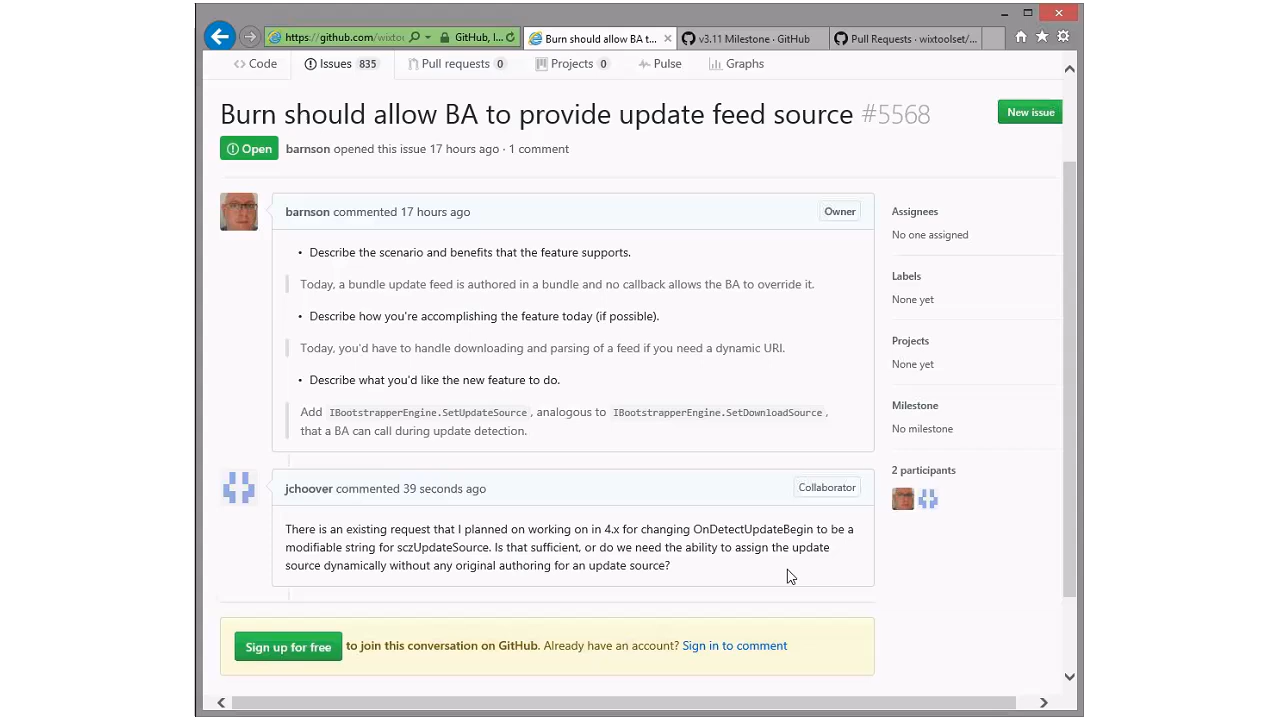 https://github.com/wixto
GitHub, I...
Burn should allow BA t...
v3.11 Milestone · GitHub
Pull Requests · wixtoolset/...
Code
Issues 835
Pull requests 0
Projects 0
Pulse
Graphs
Burn should allow BA to provide update feed source #5568
New issue
Open
barnson opened this issue 17 hours ago · 1 comment
barnson commented 17 hours ago
Owner
• Describe the scenario and benefits that the feature supports.
Today, a bundle update feed is authored in a bundle and no callback allows the BA to override it.
• Describe how you're accomplishing the feature today (if possible).
Today, you'd have to handle downloading and parsing of a feed if you need a dynamic URI.
• Describe what you'd like the new feature to do.
Add IBootstrapperEngine.SetUpdateSource, analogous to IBootstrapperEngine.SetDownloadSource,
that a BA can call during update detection.
jchoover commented 39 seconds ago
Collaborator
There is an existing request that I planned on working on in 4.x for changing OnDetectUpdateBegin to be a
modifiable string for sczUpdateSource. Is that sufficient, or do we need the ability to assign the update
source dynamically without any original authoring for an update source?
Assignees
No one assigned
Labels
None yet
Projects
None yet
Milestone
No milestone
2 participants
Sign up for free to join this conversation on GitHub. Already have an account? Sign in to comment